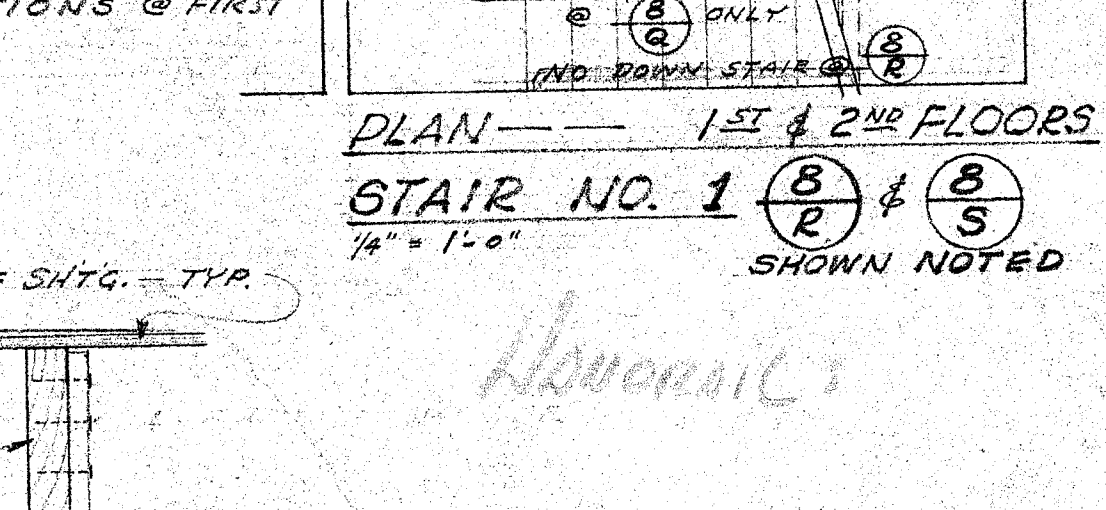 TIONS @ FIRST
@ 8/Q ONLY
(NO DOWN STAIR @ 8/R
PLAN—— 1ST & 2ND FLOORS
STAIR NO. 1 8/R & 8/S
1/4" = 1'-0"
SHOWN NOTED
SHT'G. — TYP.